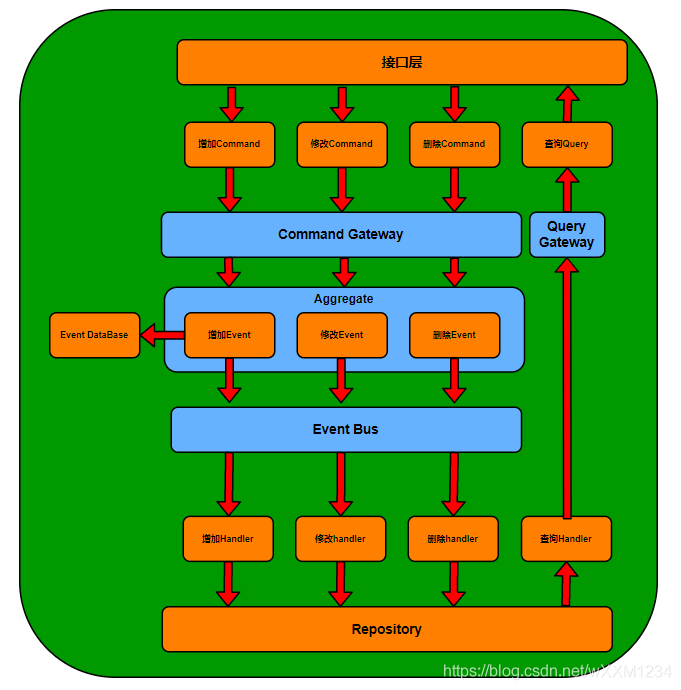 接口层
增加Command
修改Command
删除Command
查询Query
Command Gateway
Query
Gateway
Aggregate
Event DataBase
增加Event
修改Event
删除Event
Event Bus
增加Handler
修改handler
删除handler
查询Handler
Repository
https://blog.csdn.net/wXXM1234